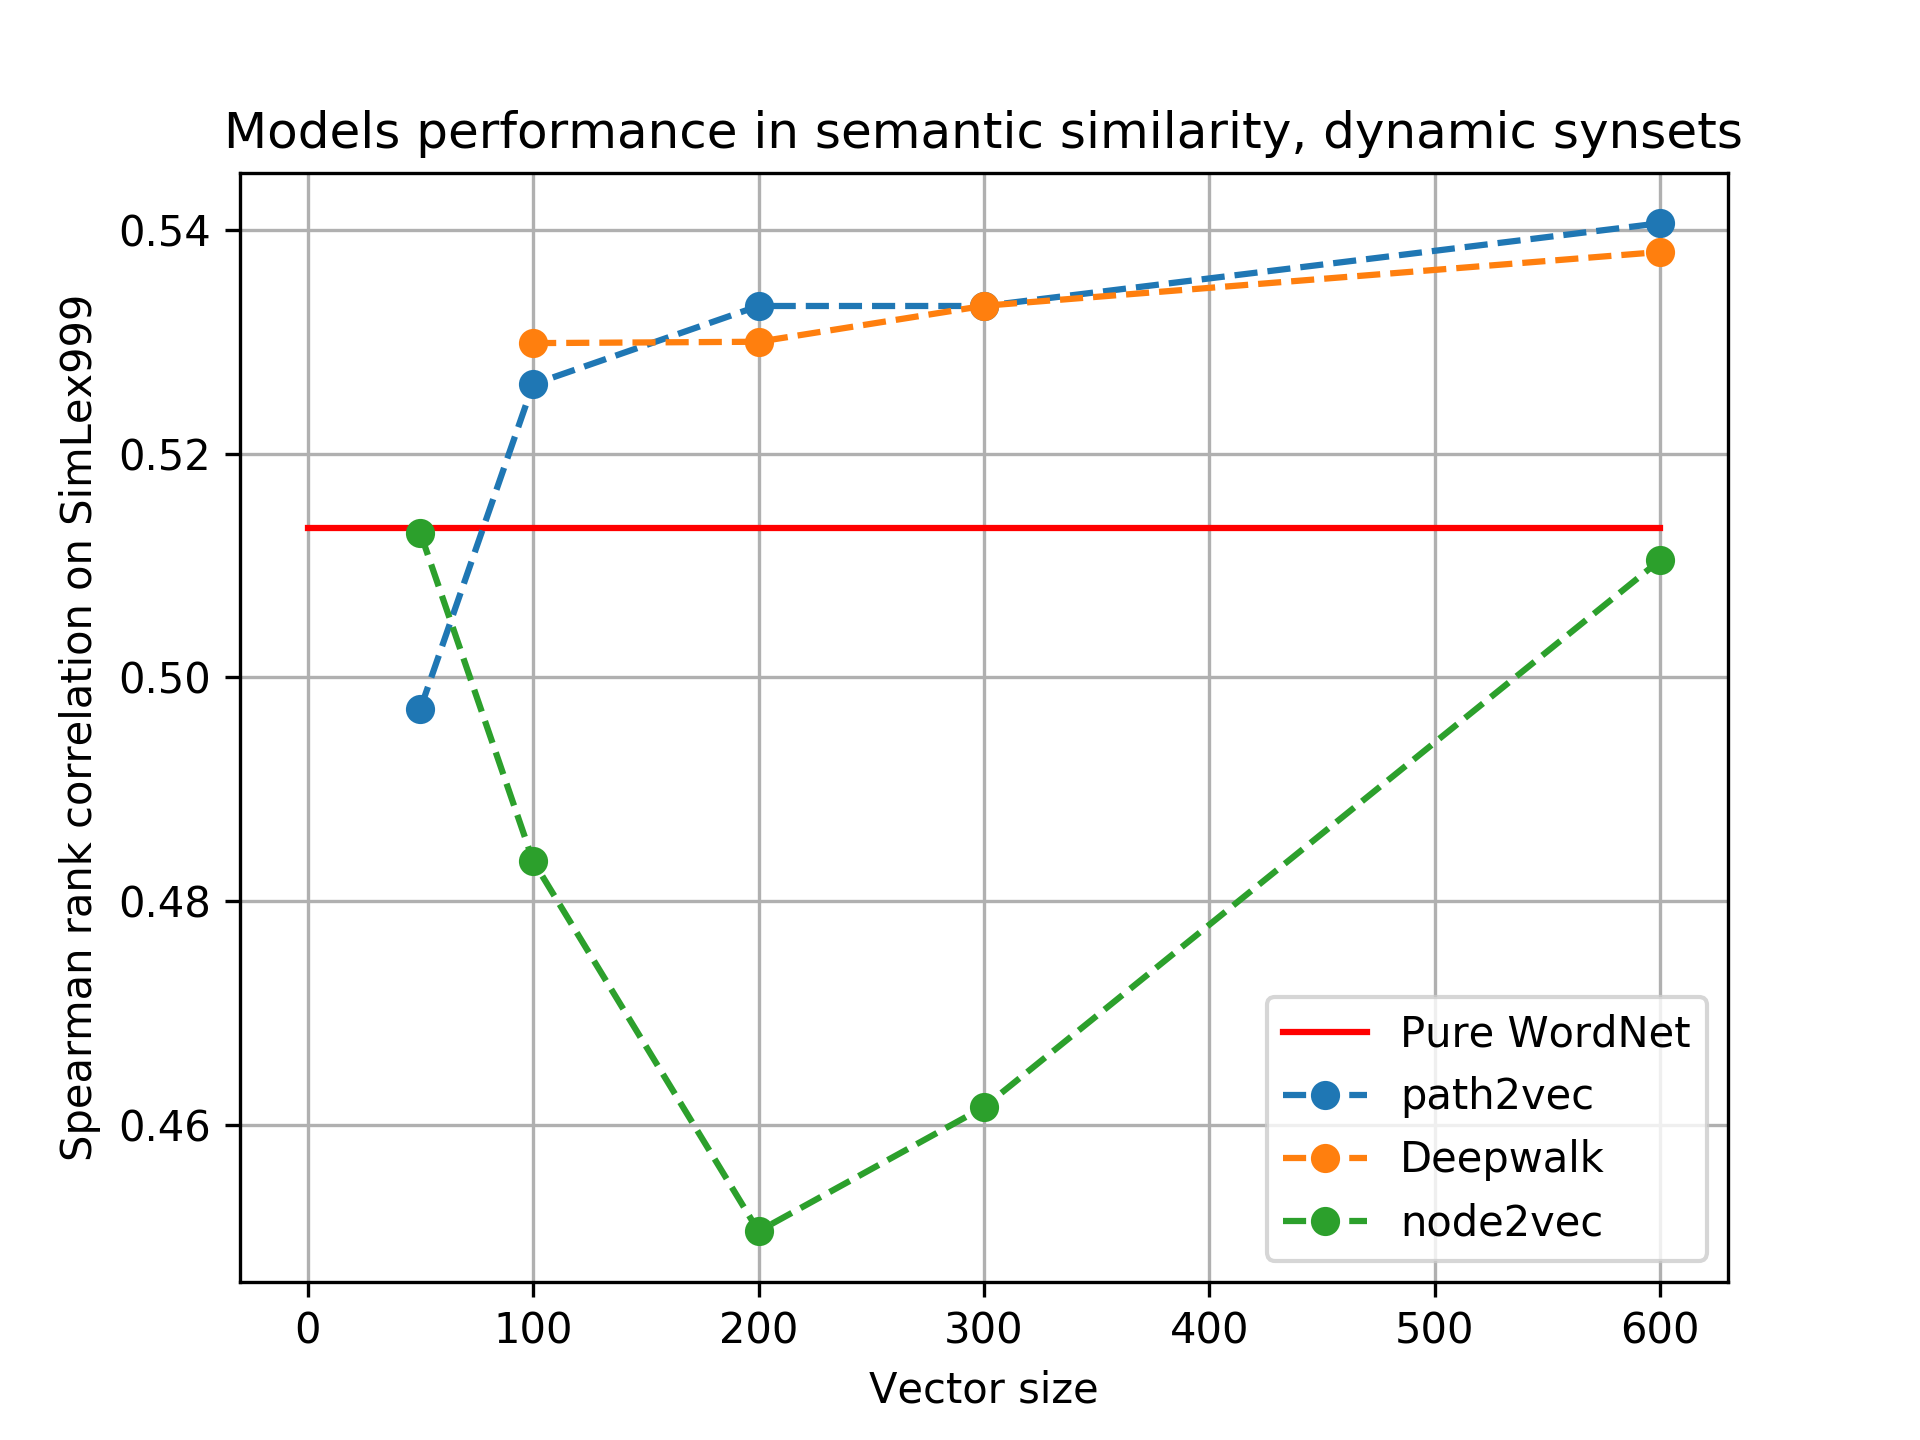 Models performance in semantic similarity, dynamic synsets
Spearman rank correlation on SimLex999
0.54
0.52
0.50
0.48
0.46
0 100 200 300 400 500 600
Vector size
Pure WordNet
path2vec
Deepwalk
node2vec